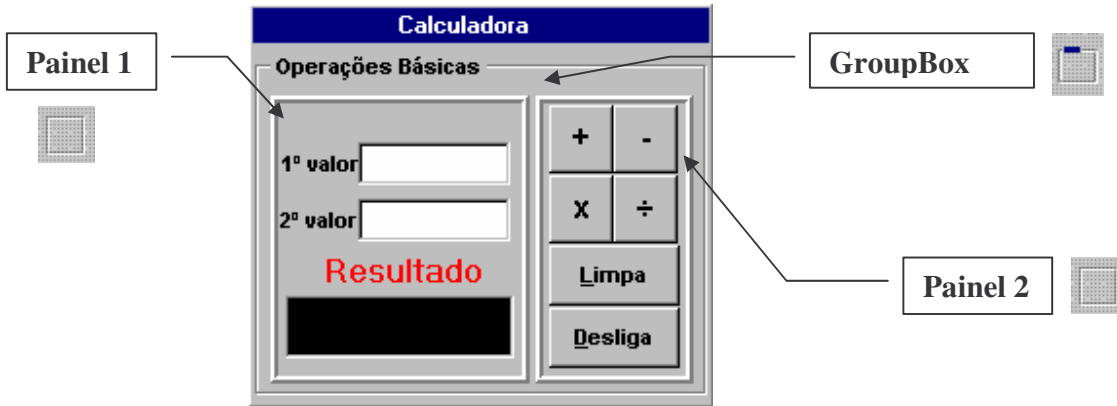 Calculadora
Painel 1
Operações Básicas
GroupBox
+ -
1º valor
X ÷
2º valor
Resultado
Limpa
Painel 2
Desliga